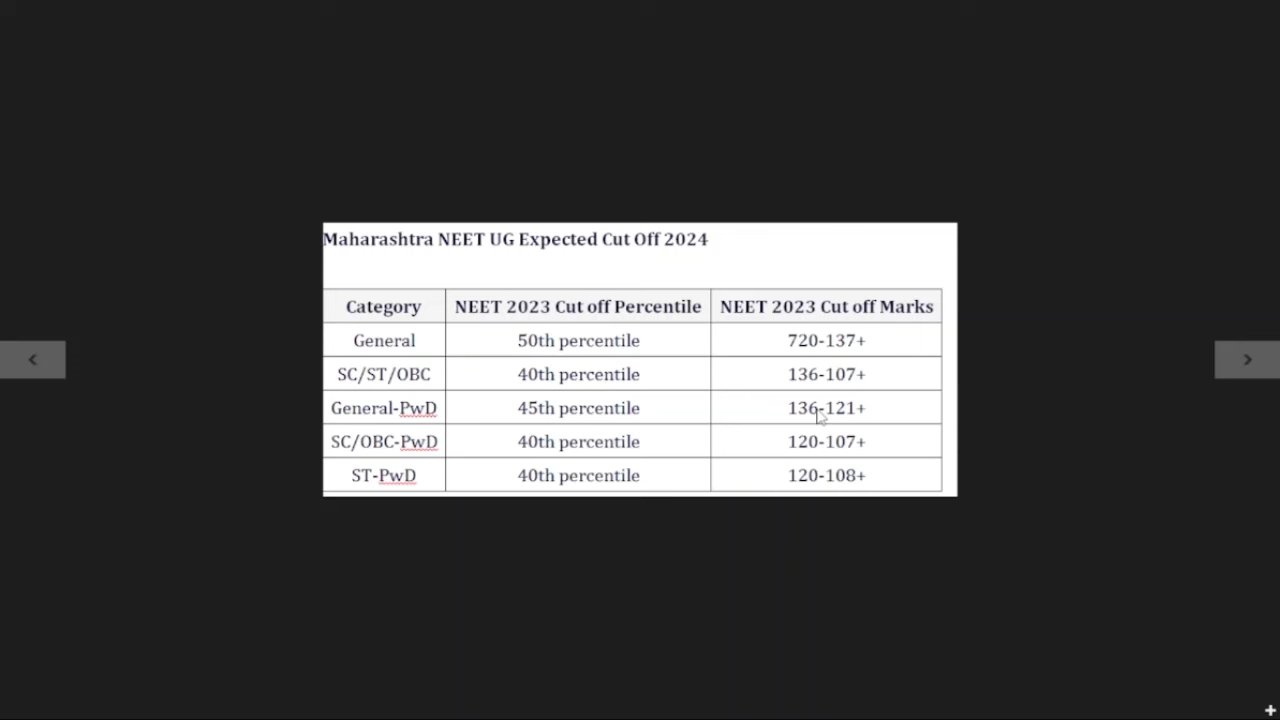 Maharashtra NEET UG Expected Cut Off 2024
Category NEET 2023 Cut off Percentile NEET 2023 Cut off Marks
General 50th percentile 720-137+
SC/ST/OBC 40th percentile 136-107+
General-PwD 45th percentile 136-121+
SC/OBC-PwD 40th percentile 120-107+
ST-PwD 40th percentile 120-108+